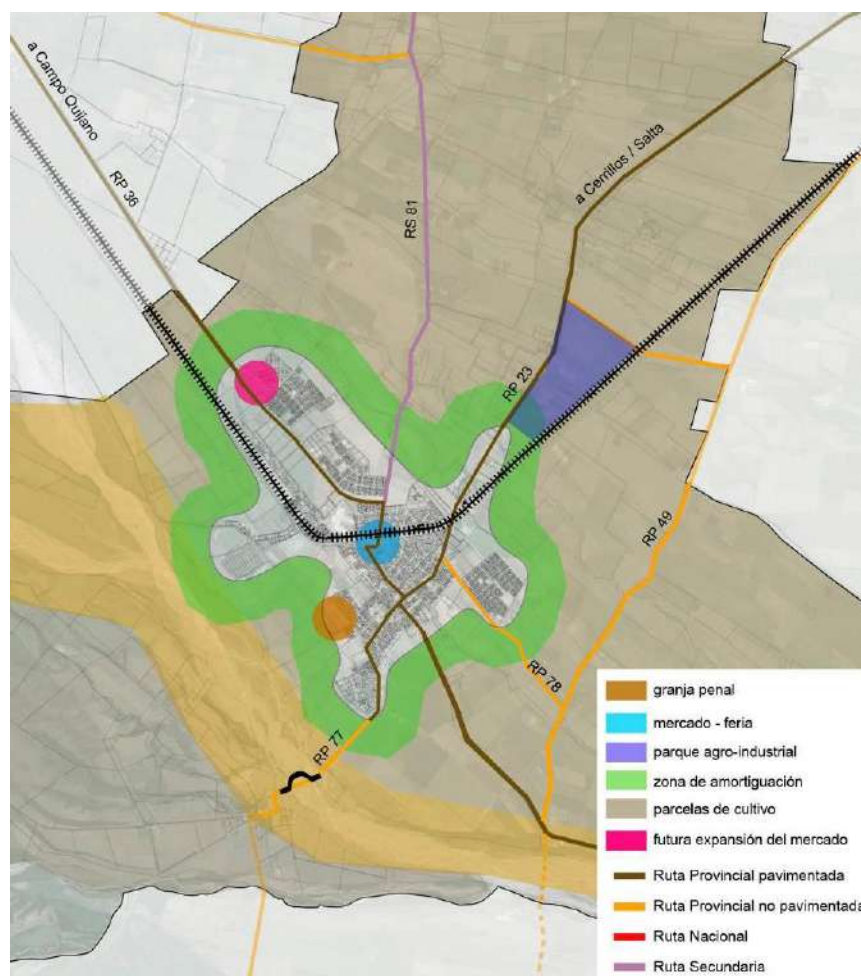 a Campo Quijano
RP 36
RS 81
a Cerrillos / Salta
RP 23
RP 49
RP 78
RP 77
granja penal
mercado - feria
parque agro-industrial
zona de amortiguación
parcelas de cultivo
futura expansión del mercado
Ruta Provincial pavimentada
Ruta Provincial no pavimentada
Ruta Nacional
Ruta Secundaria